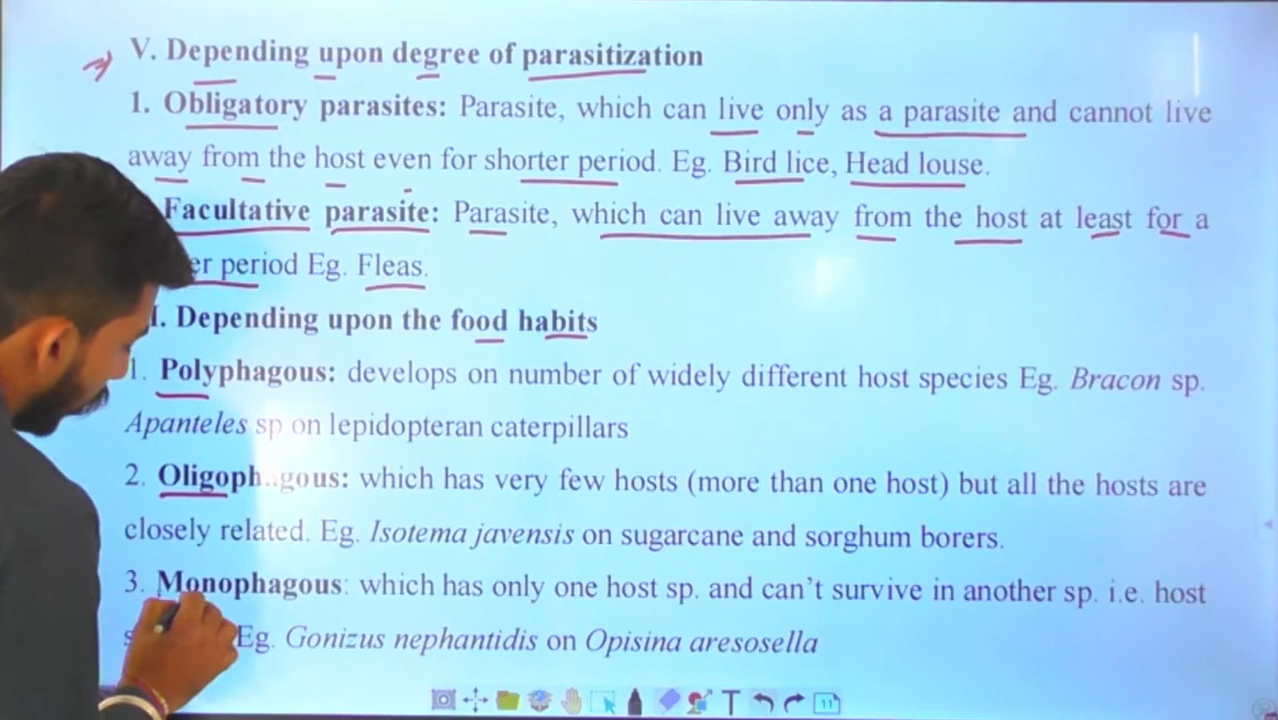 V. Depending upon degree of parasitization
1. Obligatory parasites: Parasite, which can live only as a parasite and cannot live
away from the host even for shorter period. Eg. Bird lice, Head louse.
Facultative parasite: Parasite, which can live away from the host at least for a
er period Eg. Fleas.
I. Depending upon the food habits
1. Polyphagous: develops on number of widely different host species Eg. Bracon sp.
Apanteles sp on lepidopteran caterpillars
2. Oligophagous: which has very few hosts (more than one host) but all the hosts are
closely related. Eg. Isotema javensis on sugarcane and sorghum borers.
3. Monophagous: which has only one host sp. and can't survive in another sp. i.e. host
Eg. Gonizus nephantidis on Opisina aresosella
T 11